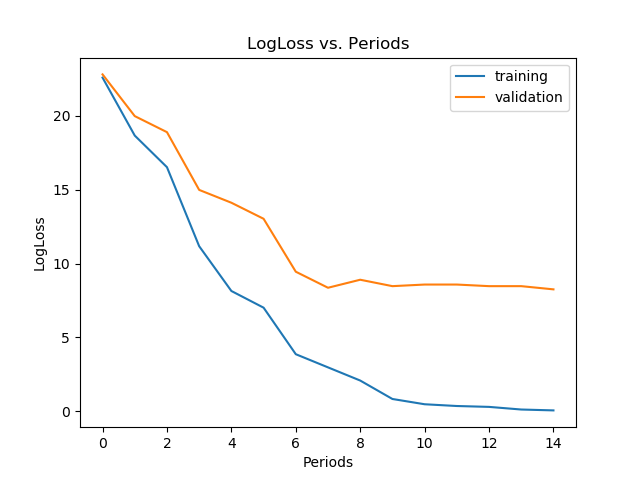 LogLoss vs. Periods
training
validation
20
15
10
5
0
LogLoss
0 2 4 6 8 10 12 14
Periods